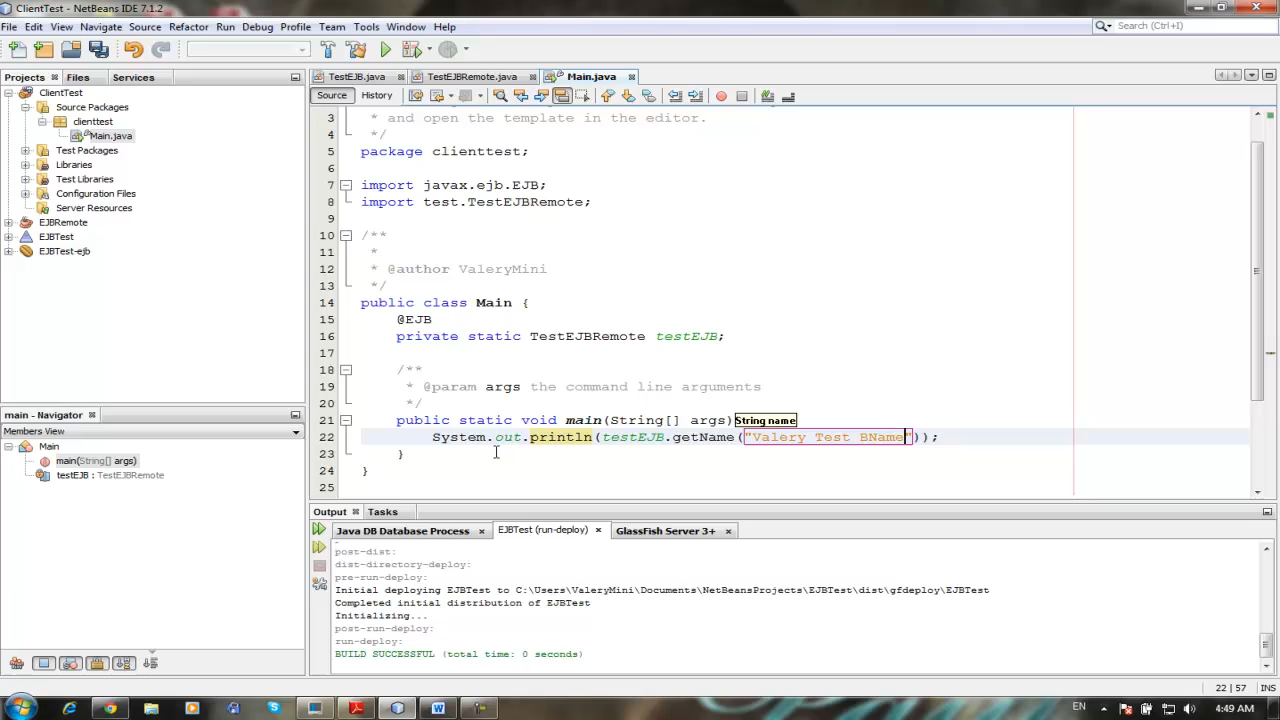 ClientTest - NetBeans IDE 7.1.2
File Edit View Navigate Source Refactor Run Debug Profile Team Tools Window Help
Search (Ctrl+I)
Projects Files Services
TestEJB.java TestEJBRemote.java Main.java
Source History
ClientTest
Source Packages
clienttest
Main.java
Test Packages
Libraries
Test Libraries
Configuration Files
Server Resources
EJBRemote
EJBTest
EJBTest-ejb
3 * and open the template in the editor.
4 */
5 package clienttest;
6
7 import javax.ejb.EJB;
8 import test.TestEJBRemote;
9
10 /**
11 *
12 * @author ValeryMini
13 */
14 public class Main {
15 @EJB
16 private static TestEJBRemote testEJB;
17
18 /**
19 * @param args the command line arguments
20 */
21 public static void main(String[] args) String name
22 System.out.println(testEJB.getName("Valery Test BName"));
23 }
24 }
25
main - Navigator
Members View
Main
main(String[] args)
testEJB : TestEJBRemote
Output Tasks
Java DB Database Process EJBTest (run-deploy) GlassFish Server 3+
post-dist:
dist-directory-deploy:
pre-run-deploy:
Initial deploying EJBTest to C:\Users\ValeryMini\Documents\NetBeansProjects\EJBTest\dist\gfdeploy\EJBTest
Completed initial distribution of EJBTest
Initializing...
post-run-deploy:
run-deploy:
BUILD SUCCESSFUL (total time: 0 seconds)
22 | 57 INS
EN 4:49 AM